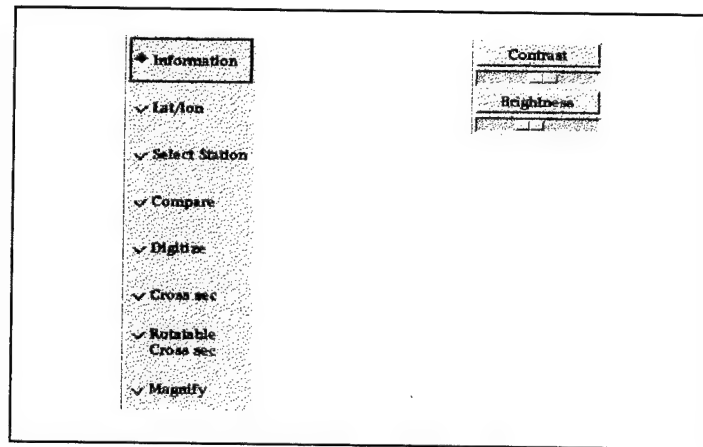 Information
Lat/lon
Select Station
Compare
Digitize
Cross sec
Rotatable
Cross sec
Magnify
Contrast
Brightness